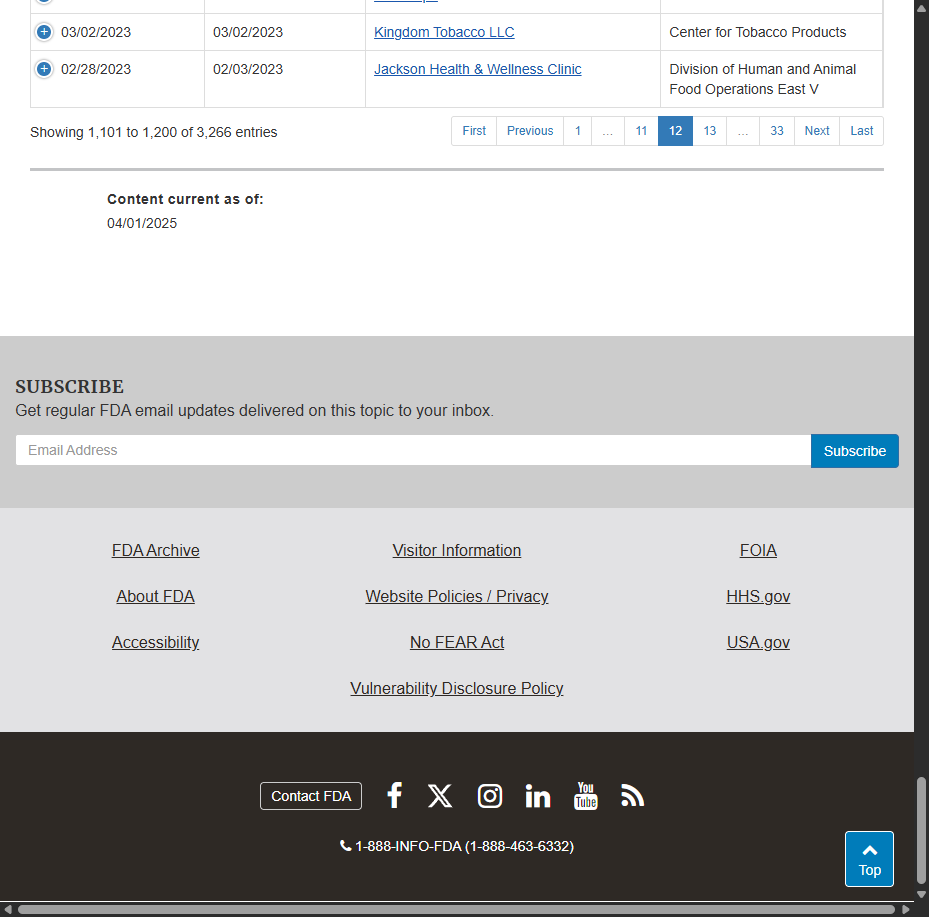 03/02/2023 03/02/2023 Kingdom Tobacco LLC Center for Tobacco Products
02/28/2023 02/03/2023 Jackson Health & Wellness Clinic Division of Human and Animal
Food Operations East V
Showing 1,101 to 1,200 of 3,266 entries First Previous 1 … 11 12 13 … 33 Next Last
Content current as of:
04/01/2025
SUBSCRIBE
Get regular FDA email updates delivered on this topic to your inbox.
Email Address Subscribe
FDA Archive Visitor Information FOIA
About FDA Website Policies / Privacy HHS.gov
Accessibility No FEAR Act USA.gov
Vulnerability Disclosure Policy
Contact FDA You Tube
1-888-INFO-FDA (1-888-463-6332)
Top